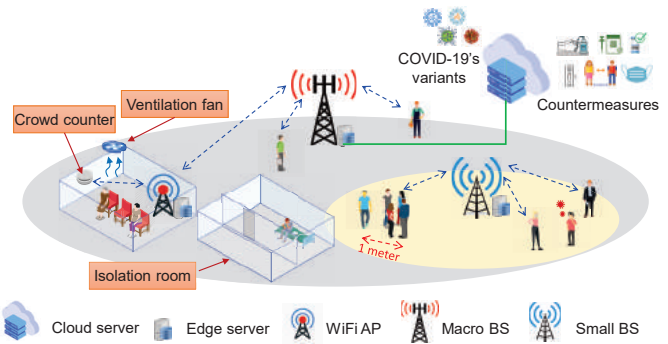 COVID-19's
variants
Countermeasures
Ventilation fan
Crowd counter
1 meter
Isolation room
Cloud server
Edge server
WiFi AP
Macro BS
Small BS